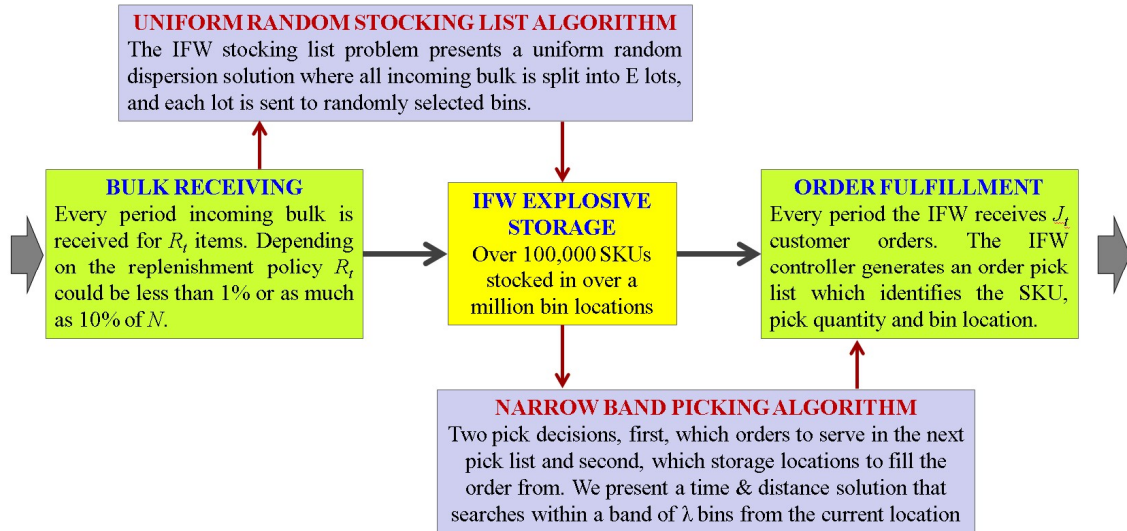 UNIFORM RANDOM STOCKING LIST ALGORITHM
The IFW stocking list problem presents a uniform random
dispersion solution where all incoming bulk is split into E lots,
and each lot is sent to randomly selected bins.
BULK RECEIVING
Every period incoming bulk is
received for Rt items. Depending
on the replenishment policy Rt
could be less than 1% or as much
as 10% of N.
IFW EXPLOSIVE
STORAGE
Over 100,000 SKUs
stocked in over a
million bin locations
ORDER FULFILLMENT
Every period the IFW receives Jt
customer orders. The IFW
controller generates an order pick
list which identifies the SKU,
pick quantity and bin location.
NARROW BAND PICKING ALGORITHM
Two pick decisions, first, which orders to serve in the next
pick list and second, which storage locations to fill the
order from. We present a time & distance solution that
searches within a band of λ bins from the current location